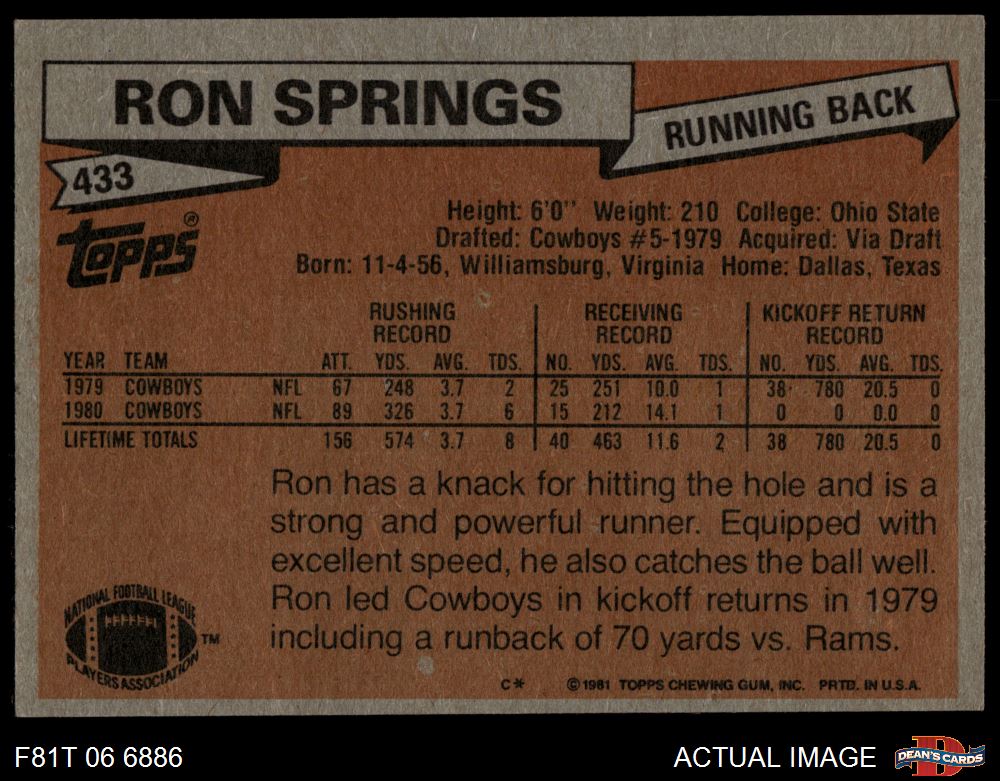 RON SPRINGS
RUNNING BACK
433
Topps®
Height: 6'0" Weight: 210 College: Ohio State
Drafted: Cowboys #5-1979 Acquired: Via Draft
Born: 11-4-56, Williamsburg, Virginia Home: Dallas, Texas
RUSHING RECORD RECEIVING RECORD KICKOFF RETURN RECORD
YEAR TEAM ATT. YDS. AVG. TDS. NO. YDS. AVG. TDS. NO. YDS. AVG. TDS.
1979 COWBOYS NFL 67 248 3.7 2 25 251 10.0 1 38 780 20.5 0
1980 COWBOYS NFL 89 326 3.7 6 15 212 14.1 1 0 0 0.0 0
LIFETIME TOTALS 156 574 3.7 8 40 463 11.6 2 38 780 20.5 0
Ron has a knack for hitting the hole and is a
strong and powerful runner. Equipped with
excellent speed, he also catches the ball well.
Ron led Cowboys in kickoff returns in 1979
including a runback of 70 yards vs. Rams.
NATIONAL FOOTBALL LEAGUE
PLAYERS ASSOCIATION
TM
C* ©1981 TOPPS CHEWING GUM, INC. PRTD. IN U.S.A.
F81T 06 6886
ACTUAL IMAGE
D
DEAN'S CARDS